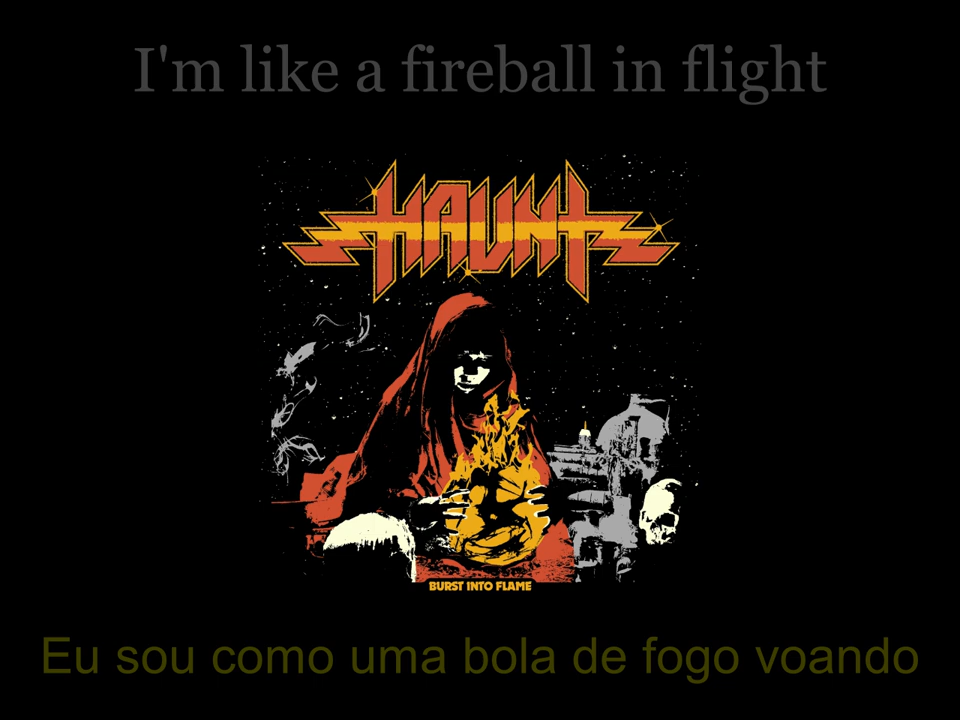 I'm like a fireball in flight
HAUNT
BURST INTO FLAME
Eu sou como uma bola de fogo voando